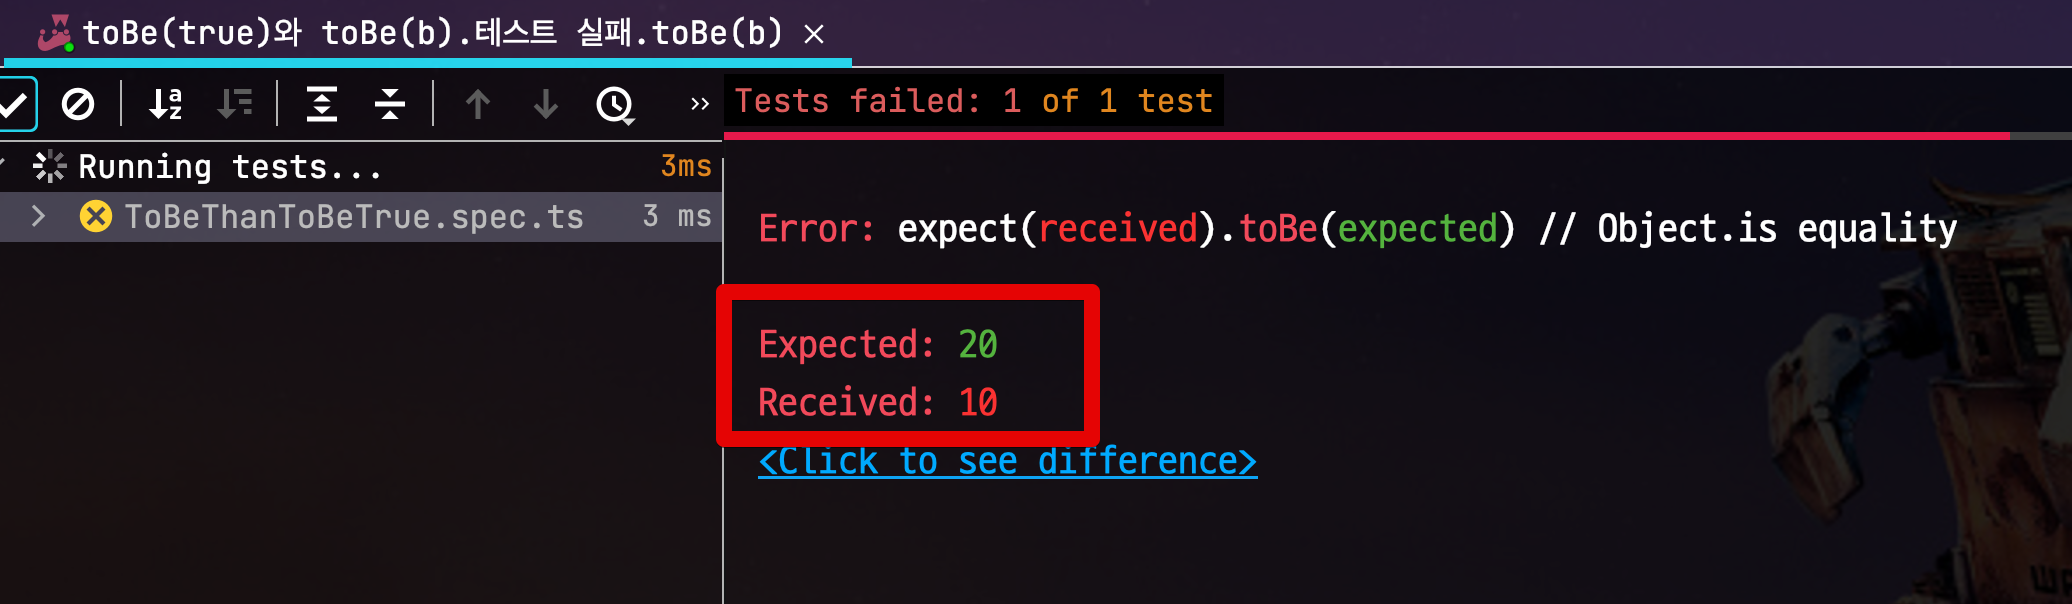 toBe(true)와 toBe(b).테스트 실패.toBe(b) ×
Tests failed: 1 of 1 test
Running tests... 3ms
ToBeThanToBeTrue.spec.ts 3 ms
Error: expect(received).toBe(expected) // Object.is equality
Expected: 20
Received: 10
<Click to see difference>